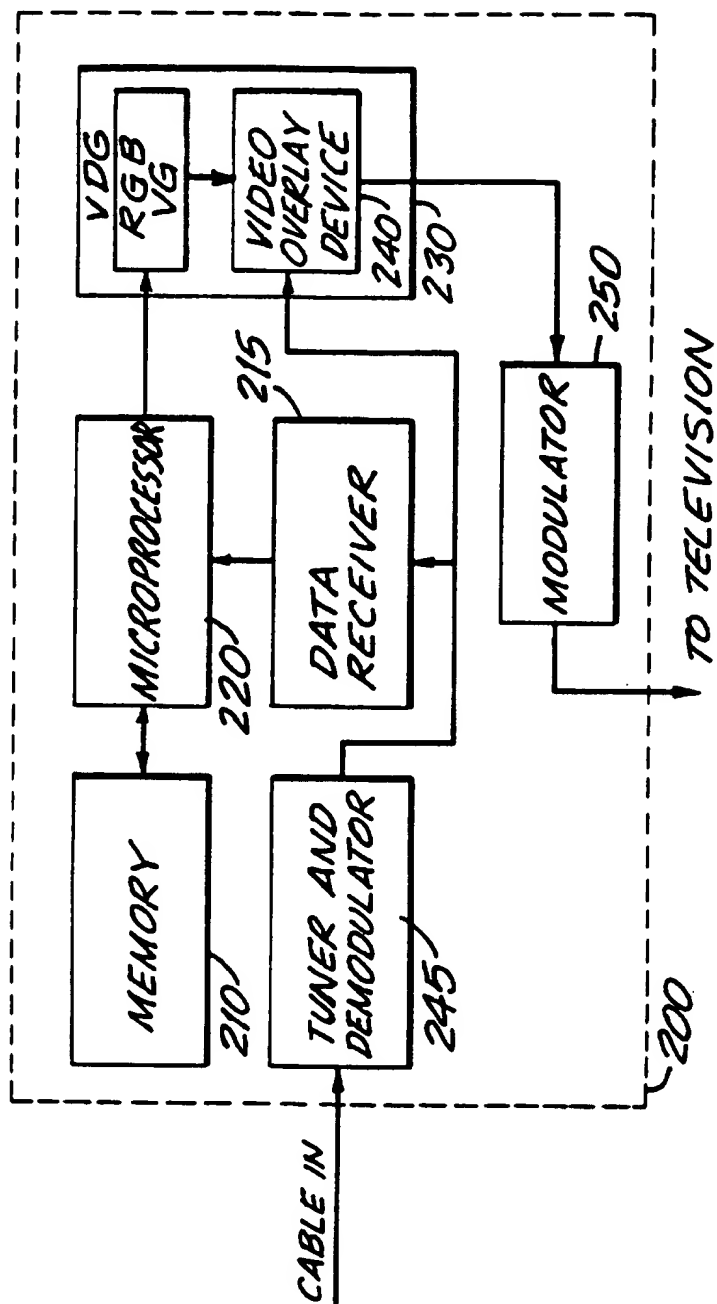 CABLE IN
MEMORY
210
TUNER AND
DEMODULATOR
245
MICROPROCESSOR
220
DATA
RECEIVER
215
VDG
RGB
VG
VIDEO
OVERLAY
DEVICE
240
230
MODULATOR
250
TO TELEVISION
200